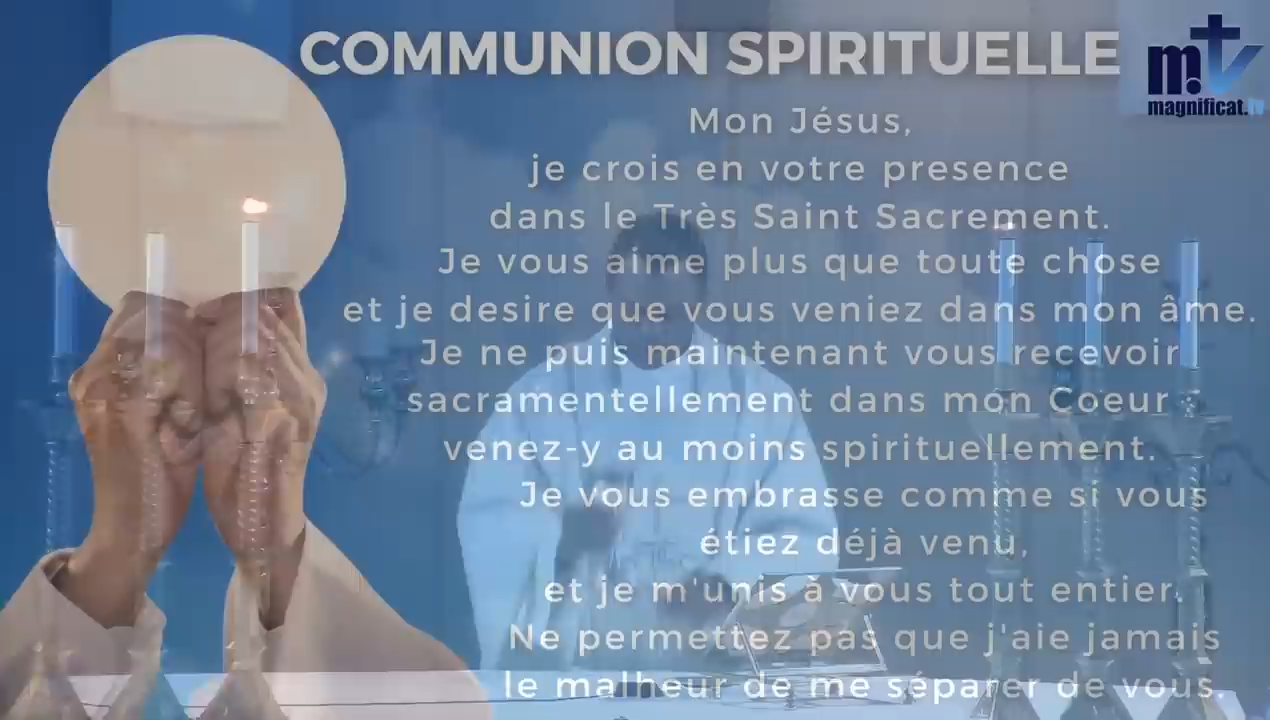 COMMUNION SPIRITUELLE
mtv
magnificat.tv
Mon Jésus,
je crois en votre presence
dans le Très Saint Sacrement.
Je vous aime plus que toute chose
et je desire que vous veniez dans mon âme.
Je ne puis maintenant vous recevoir
sacramentellement dans mon Coeur
venez-y au moins spirituellement.
Je vous embrasse comme si vous
étiez déjà venu,
et je m'unis à vous tout entier.
Ne permettez pas que j'aie jamais
le malheur de me séparer de vous.